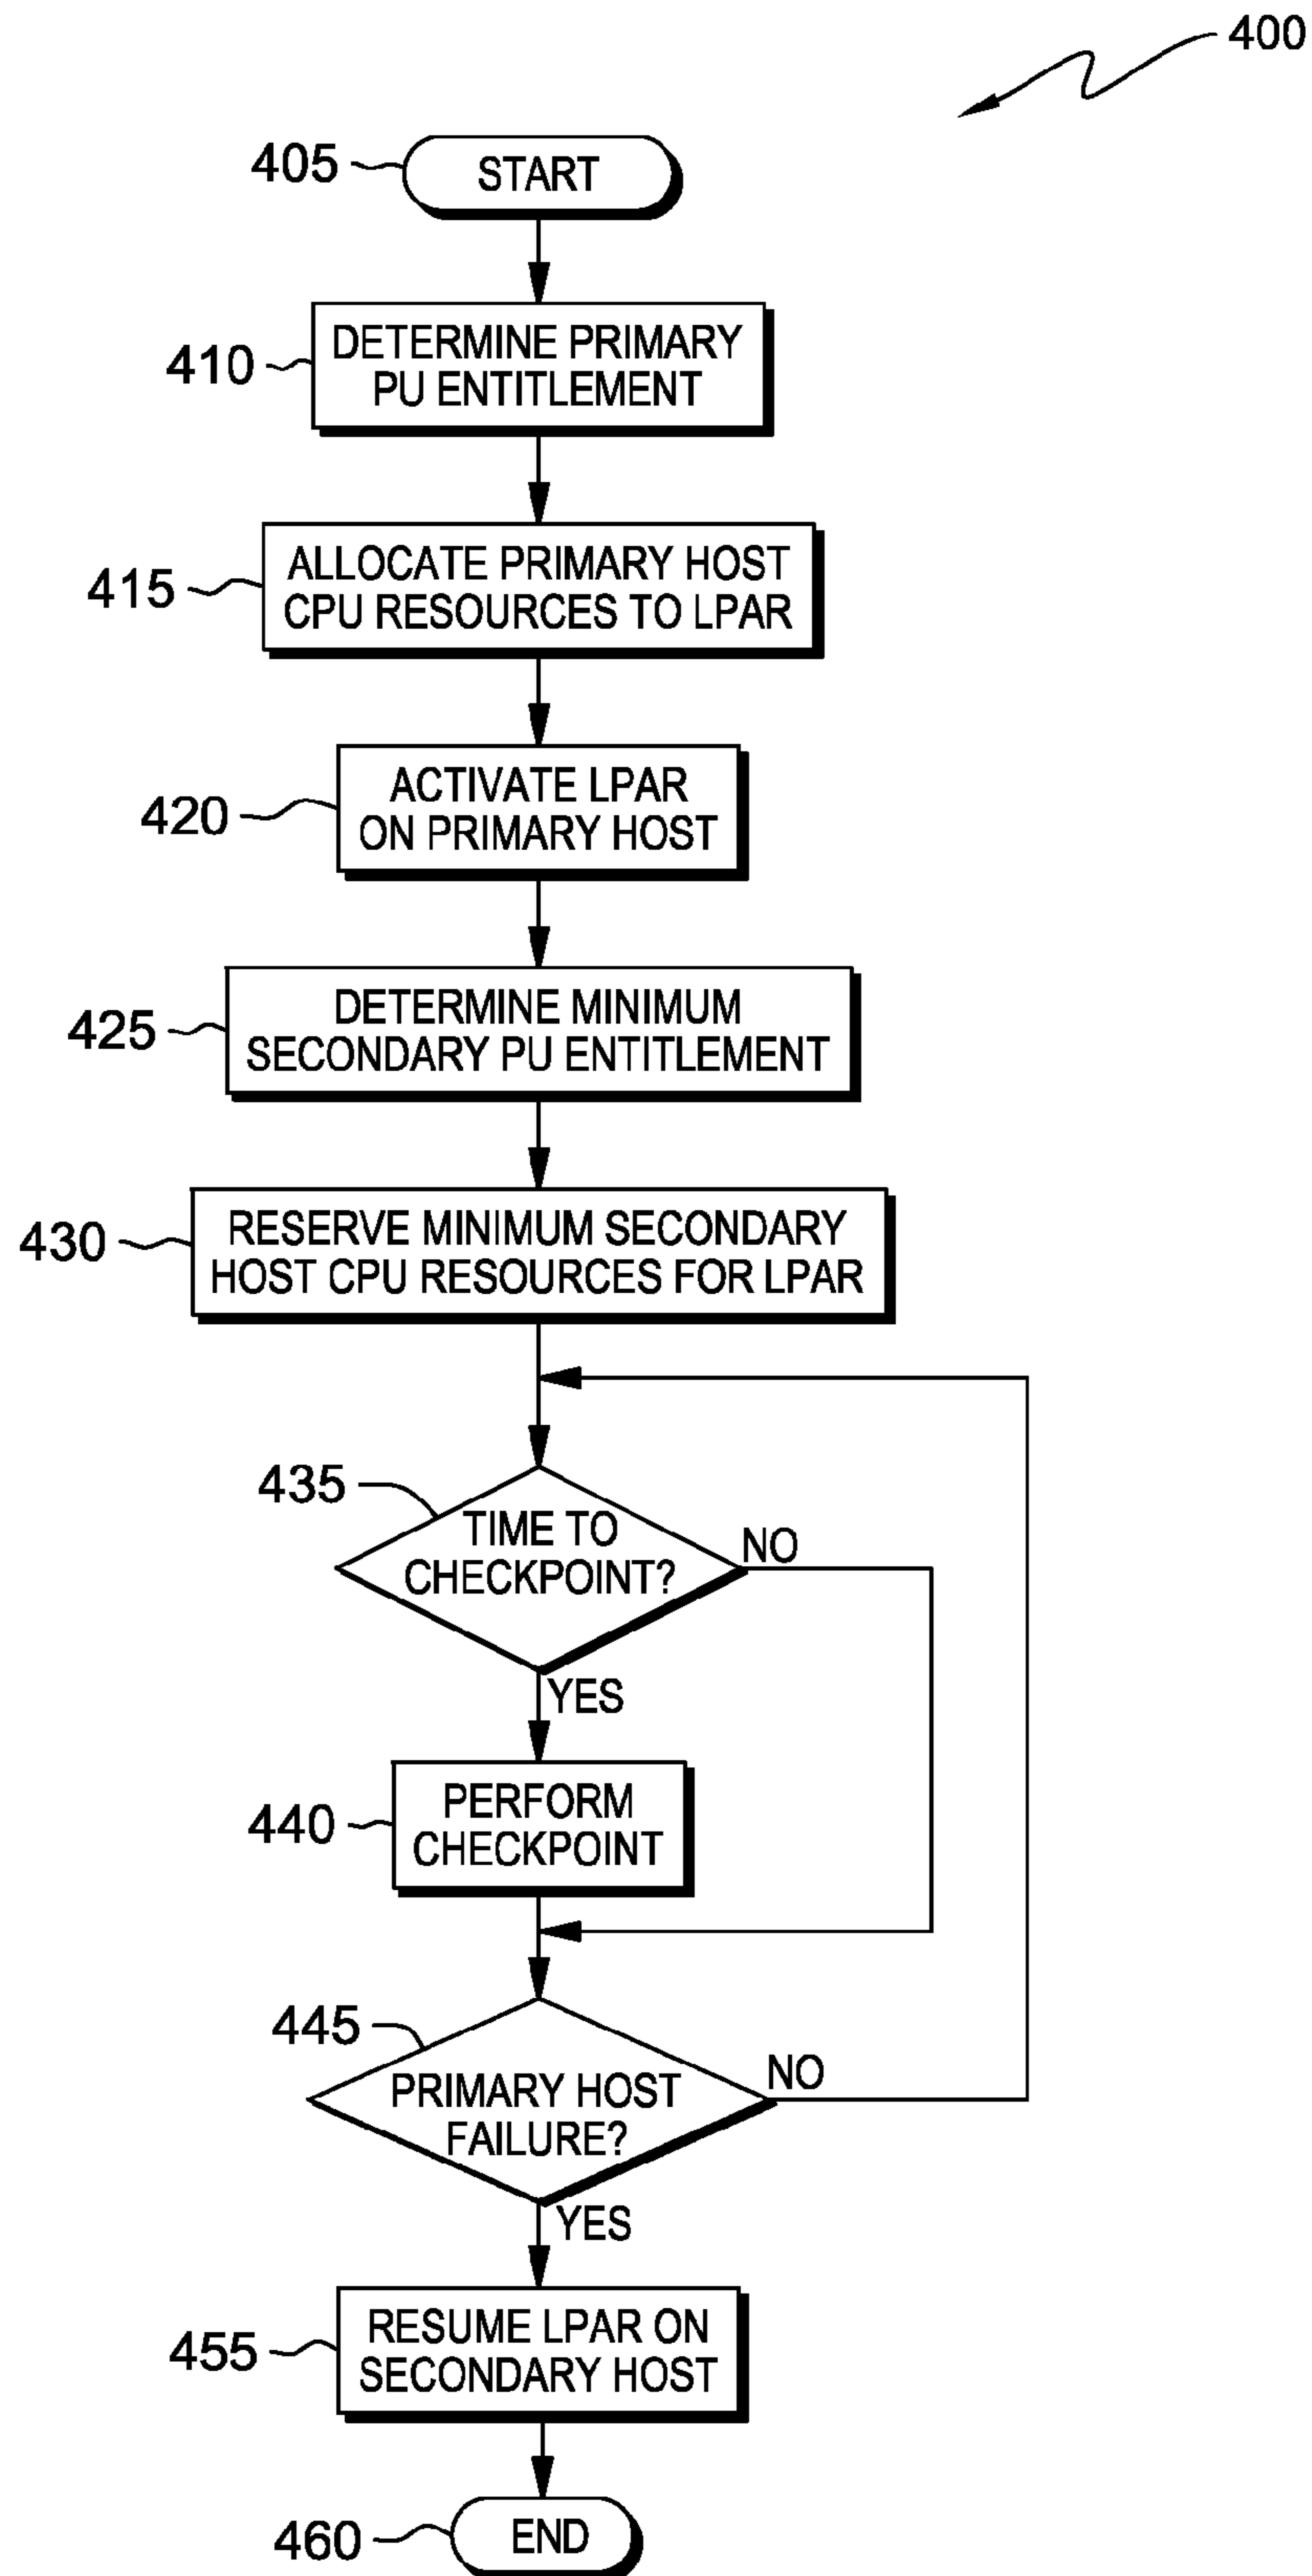 400
405
START
410
DETERMINE PRIMARY
PU ENTITLEMENT
415
ALLOCATE PRIMARY HOST
CPU RESOURCES TO LPAR
420
ACTIVATE LPAR
ON PRIMARY HOST
425
DETERMINE MINIMUM
SECONDARY PU ENTITLEMENT
430
RESERVE MINIMUM SECONDARY
HOST CPU RESOURCES FOR LPAR
435
TIME TO
CHECKPOINT?
NO
YES
440
PERFORM
CHECKPOINT
445
PRIMARY HOST
FAILURE?
NO
YES
455
RESUME LPAR ON
SECONDARY HOST
460
END